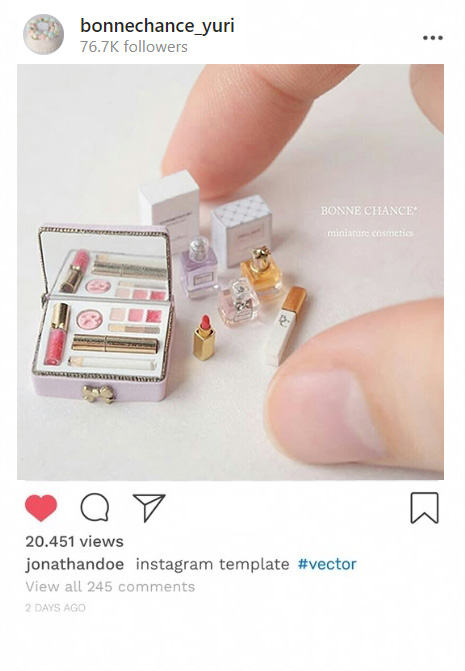 bonnechance_yuri
76.7K followers
BONNE CHANCE*
miniature cosmetics
20.451 views
jonathandoe instagram template #vector
View all 245 comments
2 DAYS AGO